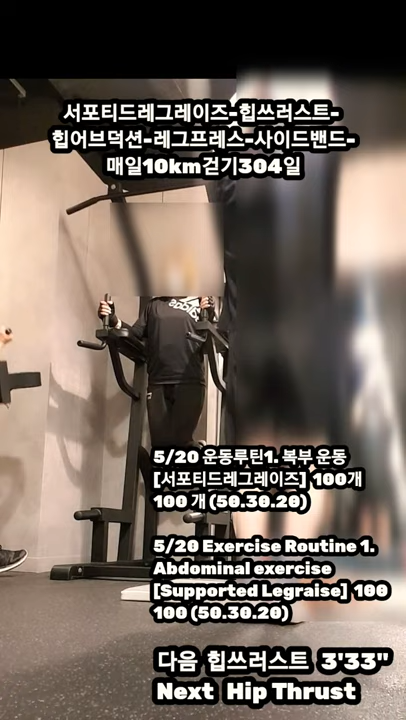 서포티드레그레이즈-힙쓰러스트-
힙어브덕션-레그프레스-사이드밴드-
매일10km걷기304일
adidas
5/20 운동루틴1. 복부 운동
[서포티드레그레이즈] 100개
100 개 (50.30.20)
5/20 Exercise Routine 1.
Abdominal exercise
[Supported Legraise] 100
100 (50.30.20)
다음 힙쓰러스트 3'33"
Next Hip Thrust